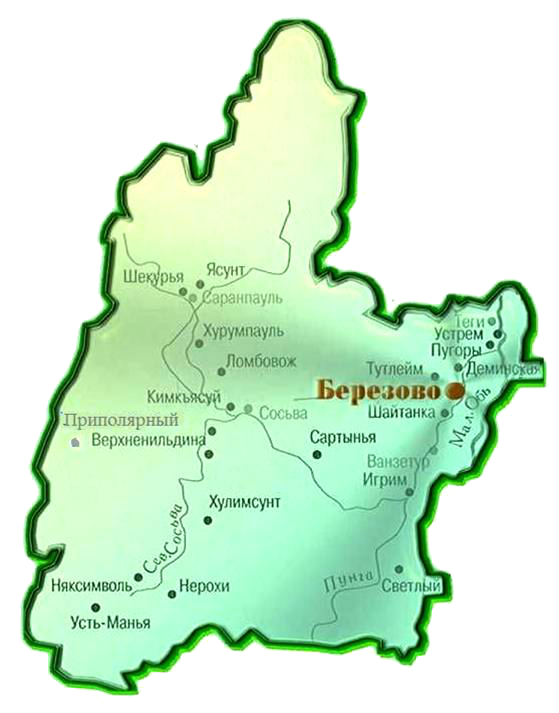 Шекурья
Ясунт
Саранпауль
Хурумпауль
Ломбовож
Теги
Устрем
Пугоры
Тутлейм
Деминская
Березово
Кимкъясуй
Сосьва
Шайтанка
Мал. Обь
Приполярный
Верхненильдина
Сартынья
Ванзетур
Игрим
Хулимсунт
Сев. Сосьва
Няксимволь
Нерохи
Пунга
Светлый
Усть-Манья